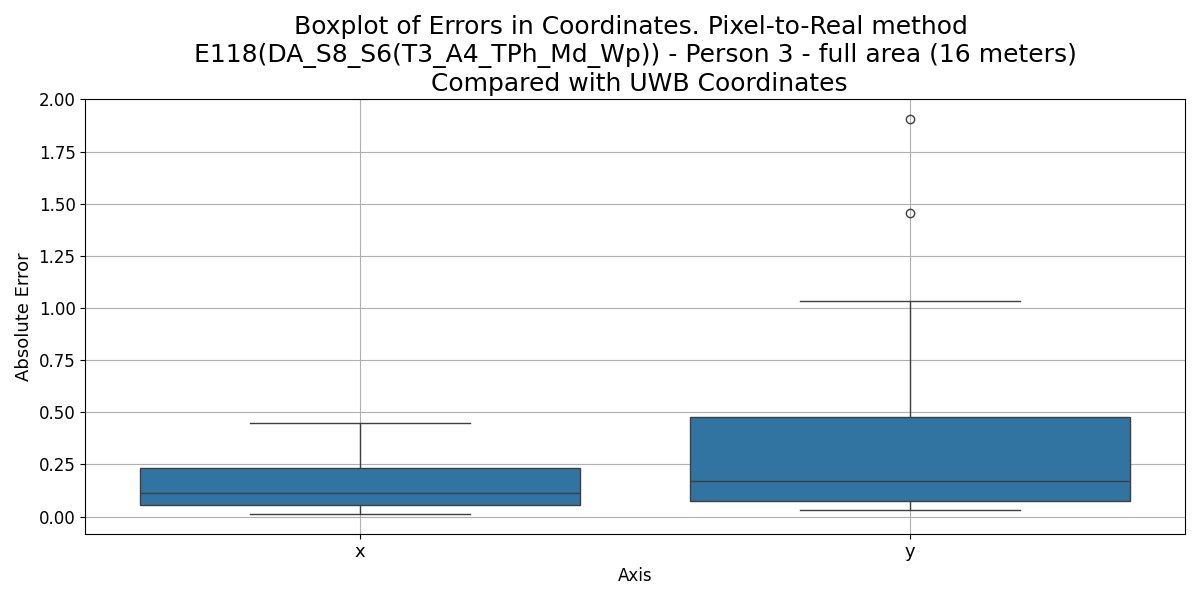 Boxplot of Errors in Coordinates. Pixel-to-Real method
E118(DA_S8_S6(T3_A4_TPh_Md_Wp)) - Person 3 - full area (16 meters)
Compared with UWB Coordinates
2.00
1.75
1.50
1.25
1.00
0.75
0.50
0.25
0.00
Absolute Error
x
y
Axis